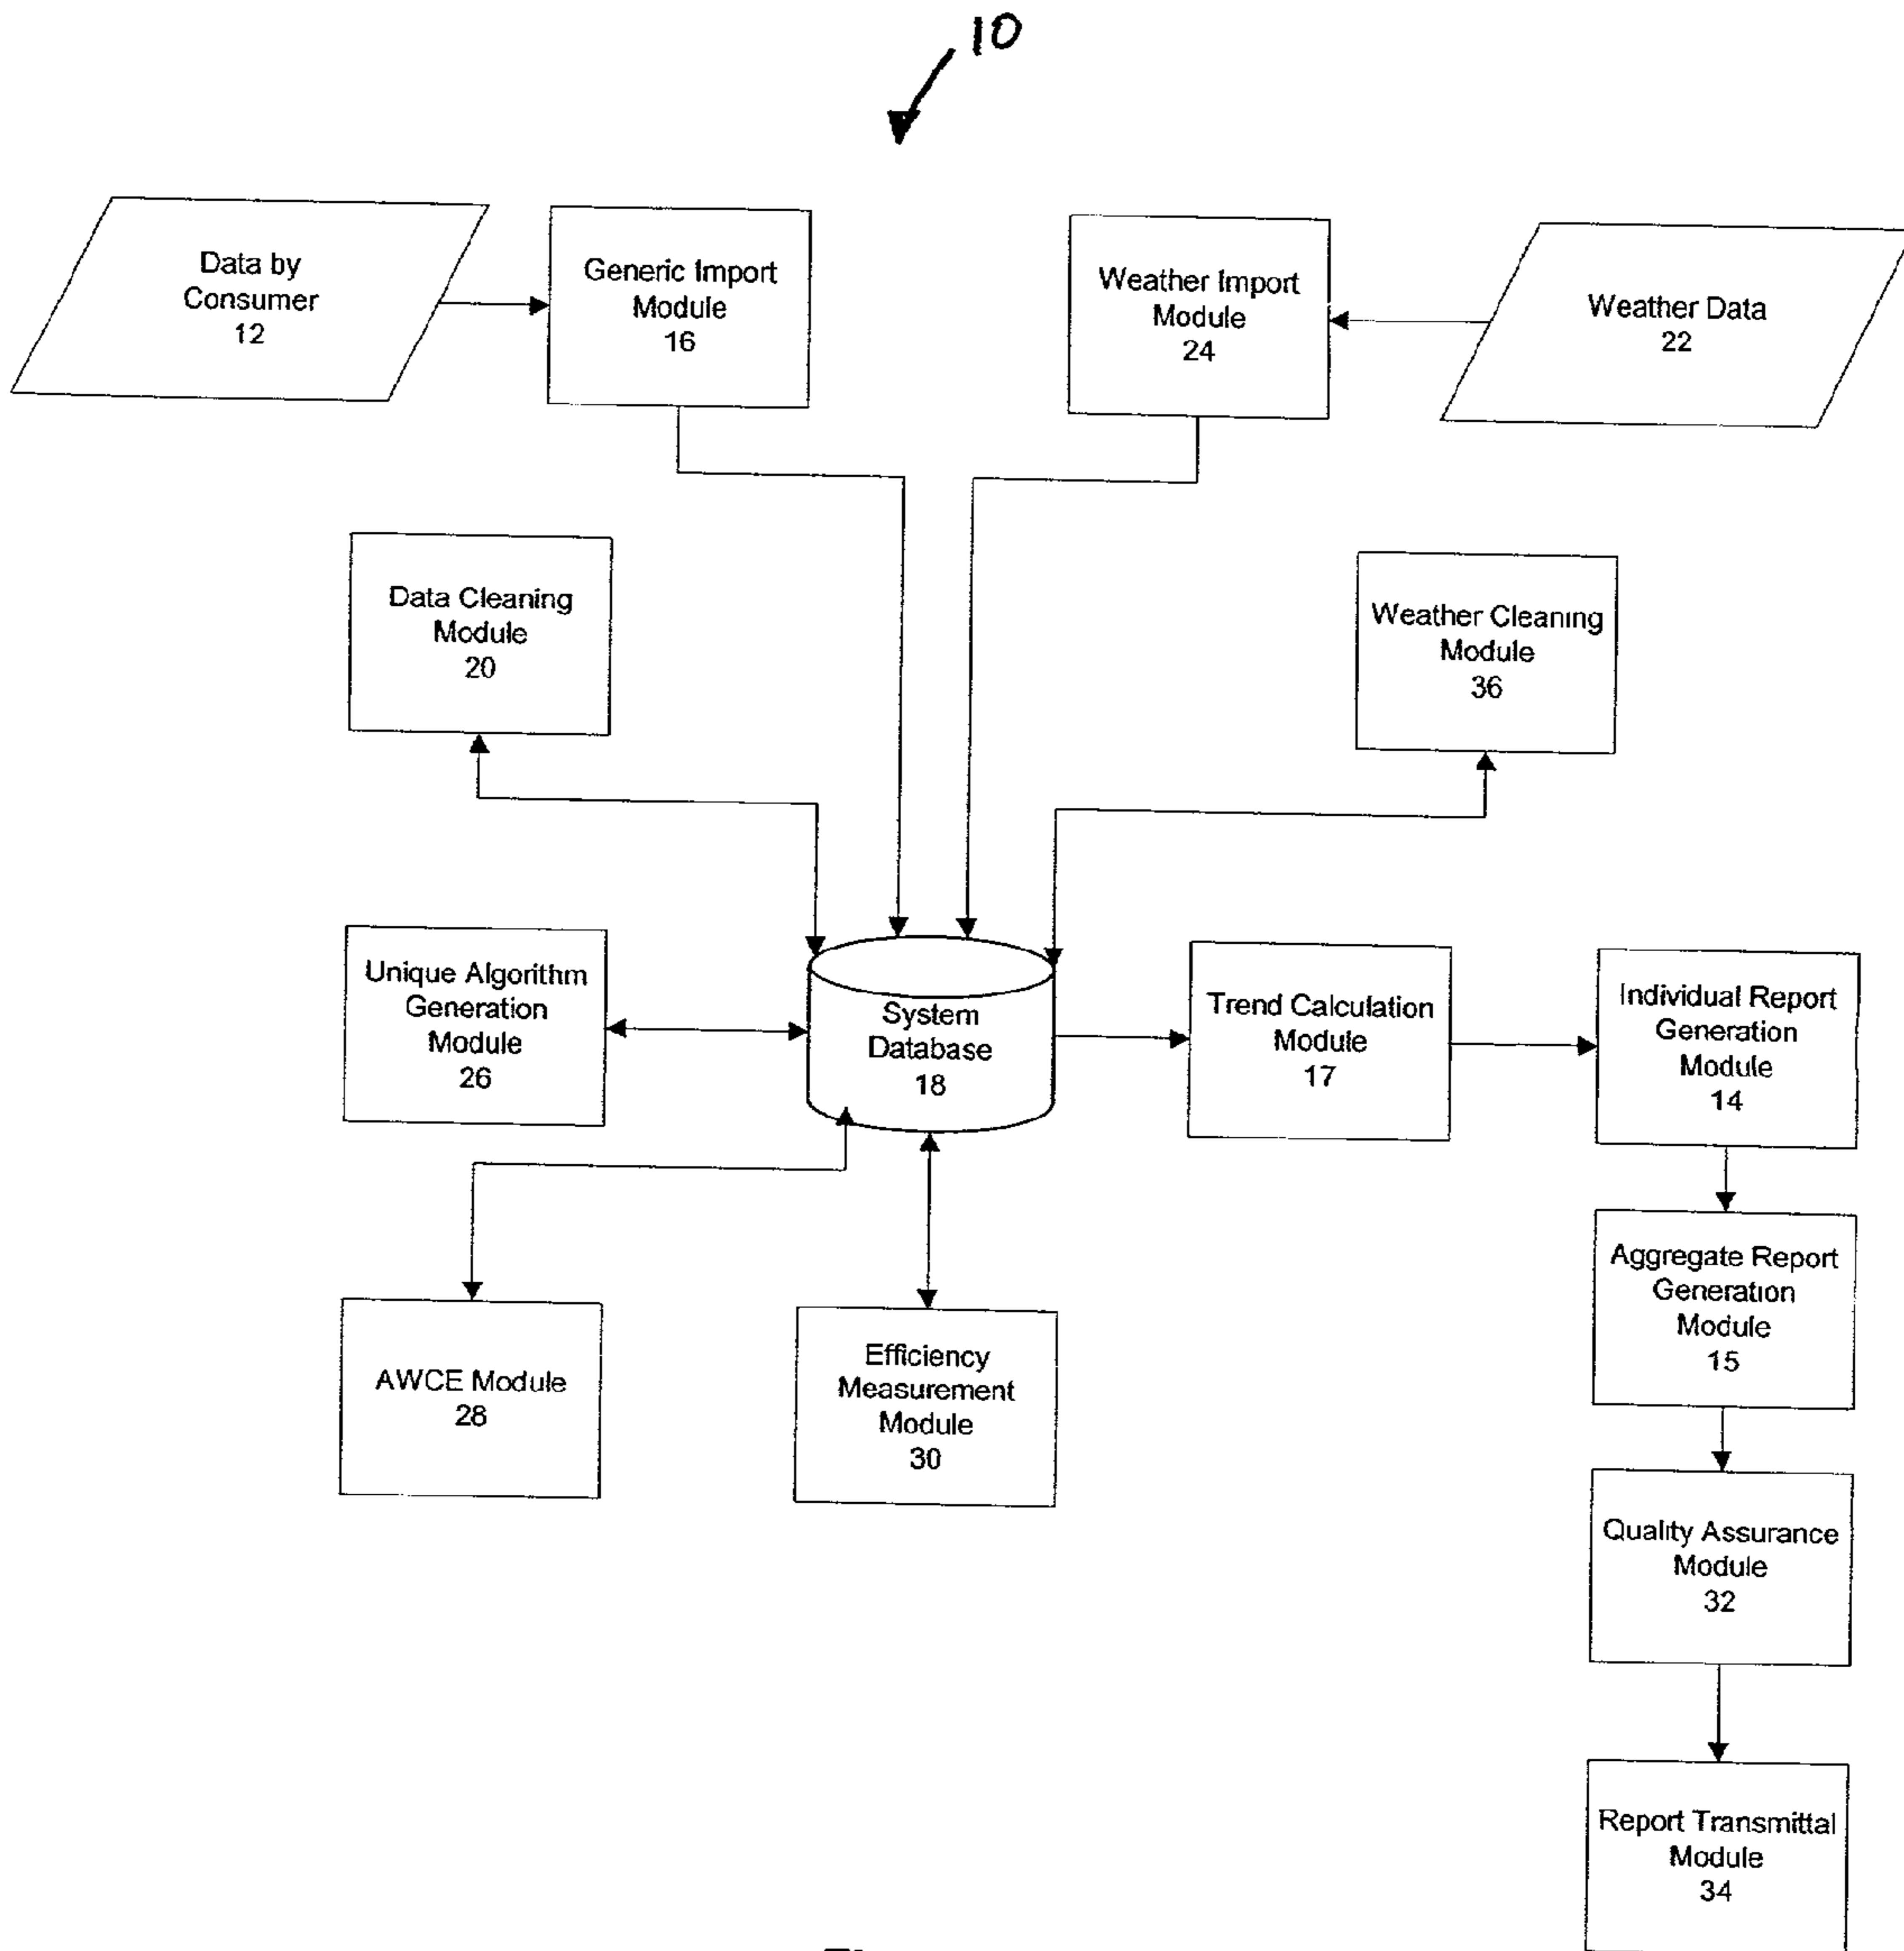 10
Data by
Consumer
12
Generic Import
Module
16
Weather Import
Module
24
Weather Data
22
Data Cleaning
Module
20
Weather Cleaning
Module
36
Unique Algorithm
Generation
Module
26
System
Database
18
Trend Calculation
Module
17
Individual Report
Generation
Module
14
Aggregate Report
Generation
Module
15
AWCE Module
28
Efficiency
Measurement
Module
30
Quality Assurance
Module
32
Report Transmittal
Module
34